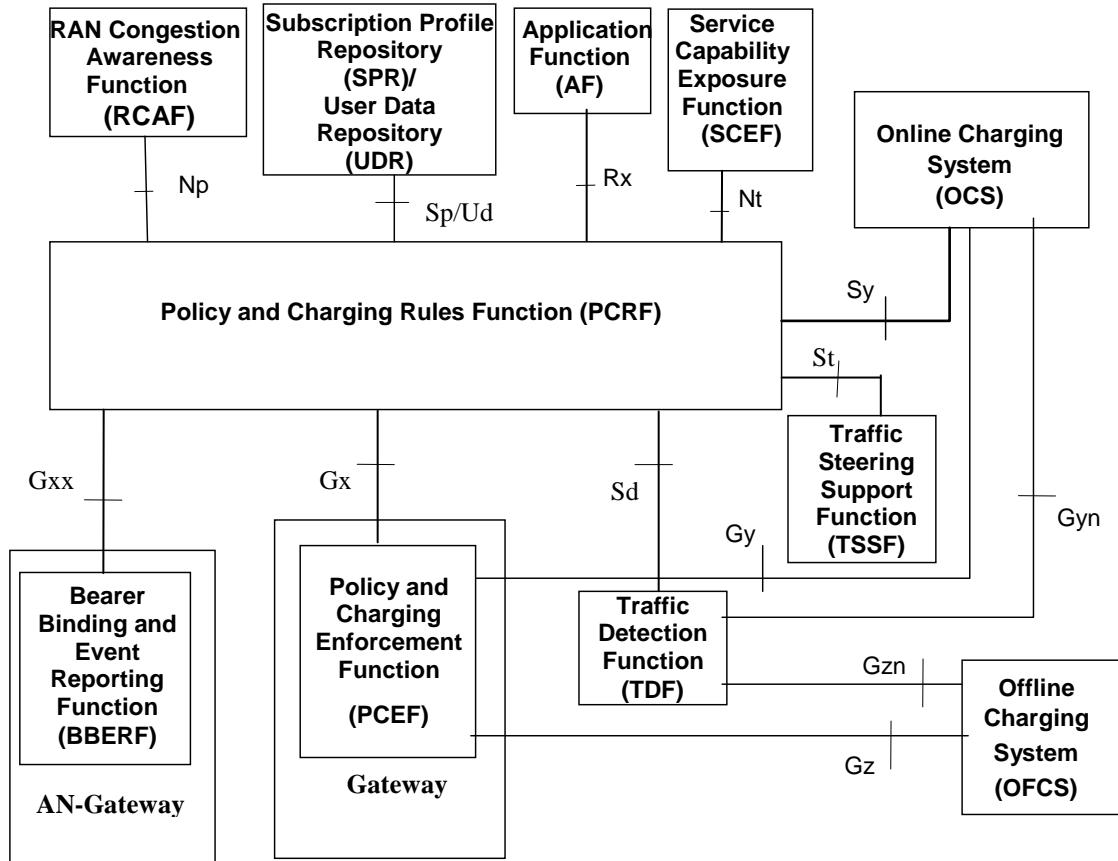 RAN Congestion
Awareness
Function
(RCAF)
Subscription Profile
Repository
(SPR)/
User Data
Repository
(UDR)
Application
Function
(AF)
Service
Capability
Exposure
Function
(SCEF)
Online Charging
System
(OCS)
Np
Sp/Ud
Rx
Nt
Policy and Charging Rules Function (PCRF)
Sy
St
Traffic
Steering
Support
Function
(TSSF)
Gxx
Gx
Sd
Gy
Gyn
Bearer
Binding and
Event
Reporting
Function
(BBERF)
AN-Gateway
Policy and
Charging
Enforcement
Function
(PCEF)
Gateway
Traffic
Detection
Function
(TDF)
Gzn
Gz
Offline
Charging
System
(OFCS)